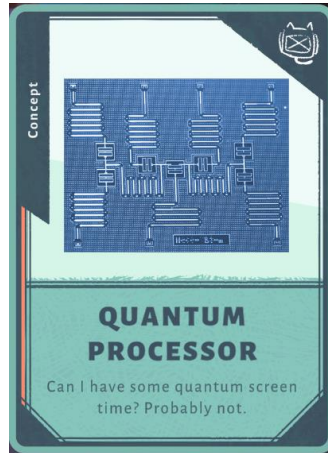 Concept
QUANTUM
PROCESSOR
Can I have some quantum screen
time? Probably not.